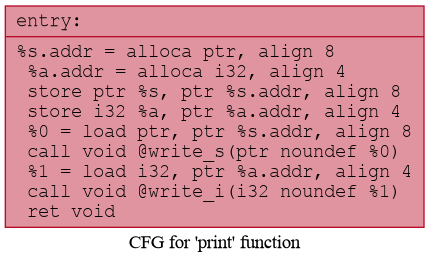 entry:
%s.addr = alloca ptr, align 8
%a.addr = alloca i32, align 4
store ptr %s, ptr %s.addr, align 8
store i32 %a, ptr %a.addr, align 4
%0 = load ptr, ptr %s.addr, align 8
call void @write_s(ptr noundef %0)
%1 = load i32, ptr %a.addr, align 4
call void @write_i(i32 noundef %1)
ret void
CFG for 'print' function